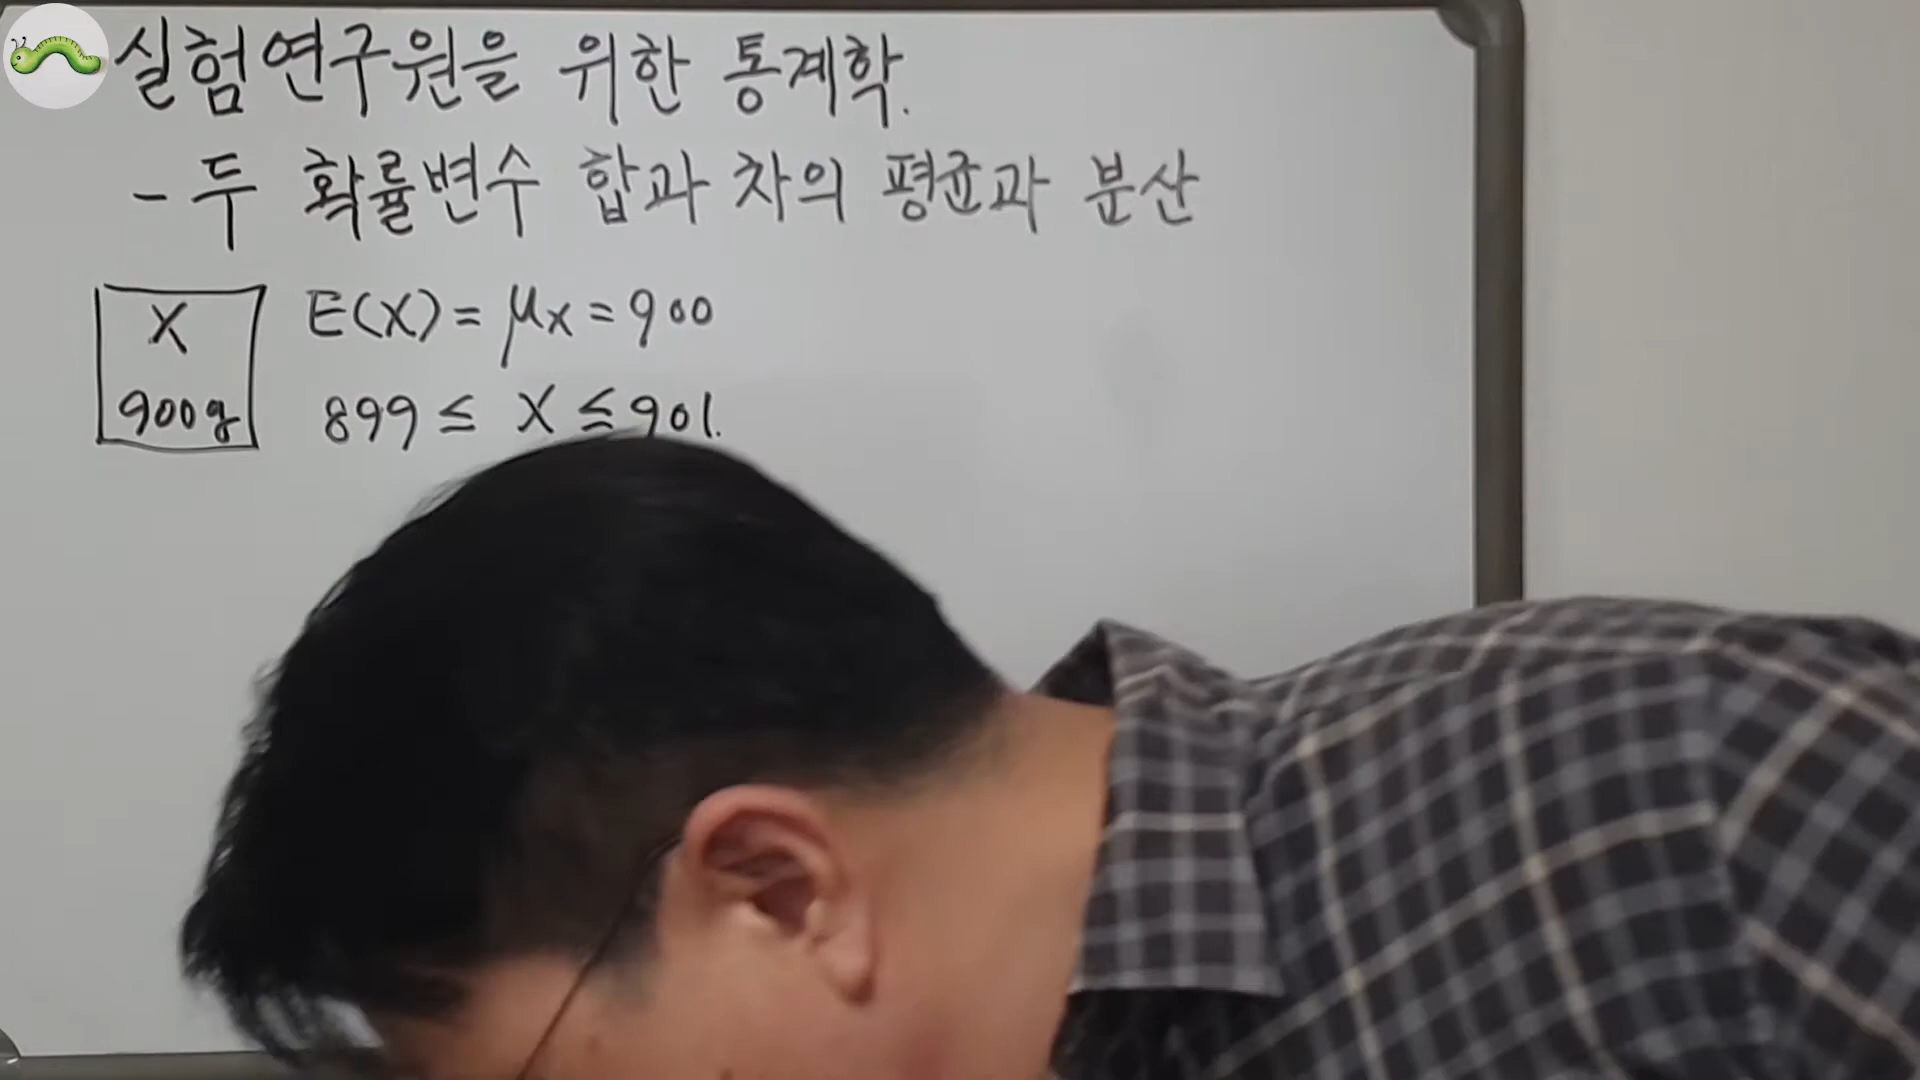 실험연구원을 위한 통계학.
- 두 확률변수 합과 차의 평균과 분산
X E(X) = μx = 900
900g 899 ≤ X ≤ 901.